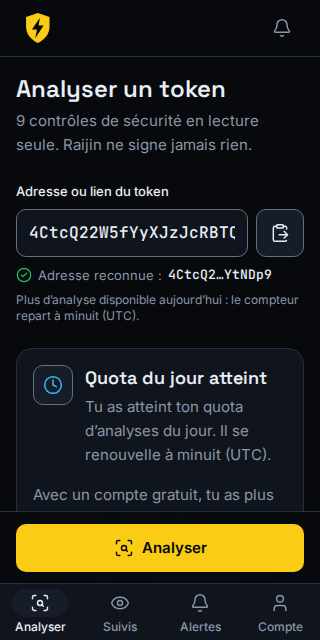 Analyser un token
9 contrôles de sécurité en lecture
seule. Raijin ne signe jamais rien.
Adresse ou lien du token
4CtcQ22W5fYyXJzJcRBTC
Adresse reconnue : 4CtcQ2…YtNDp9
Plus d’analyse disponible aujourd’hui : le compteur
repart à minuit (UTC).
Quota du jour atteint
Tu as atteint ton quota
d’analyses du jour. Il se
renouvelle à minuit (UTC).
Avec un compte gratuit, tu as plus
Analyser
Analyser Suivis Alertes Compte